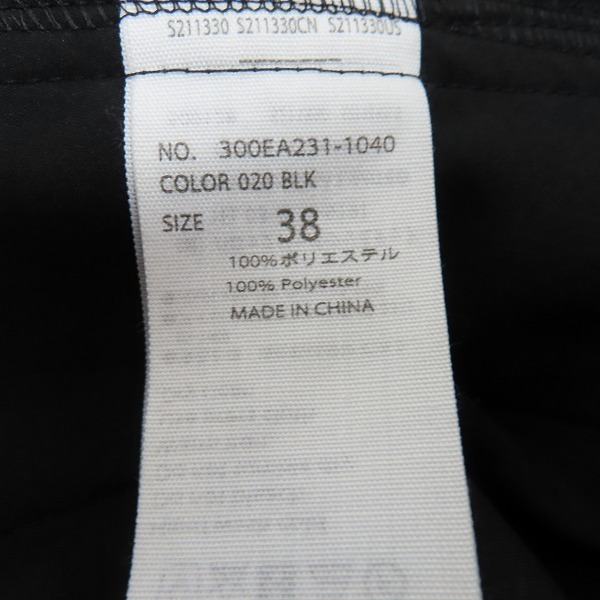 S211330 S211330CN S211330US
NO. 300EA231-1040
COLOR 020 BLK
SIZE 38
100%ポリエステル
100% Polyester
MADE IN CHINA